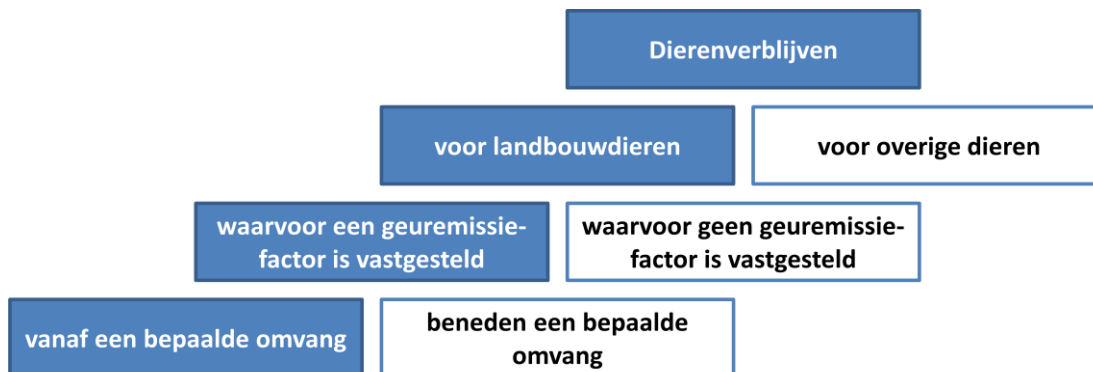 Dierenverblijven
voor landbouwdieren
voor overige dieren
waarvoor een geuremissie-
factor is vastgesteld
waarvoor geen geuremissie-
factor is vastgesteld
vanaf een bepaalde omvang
beneden een bepaalde
omvang